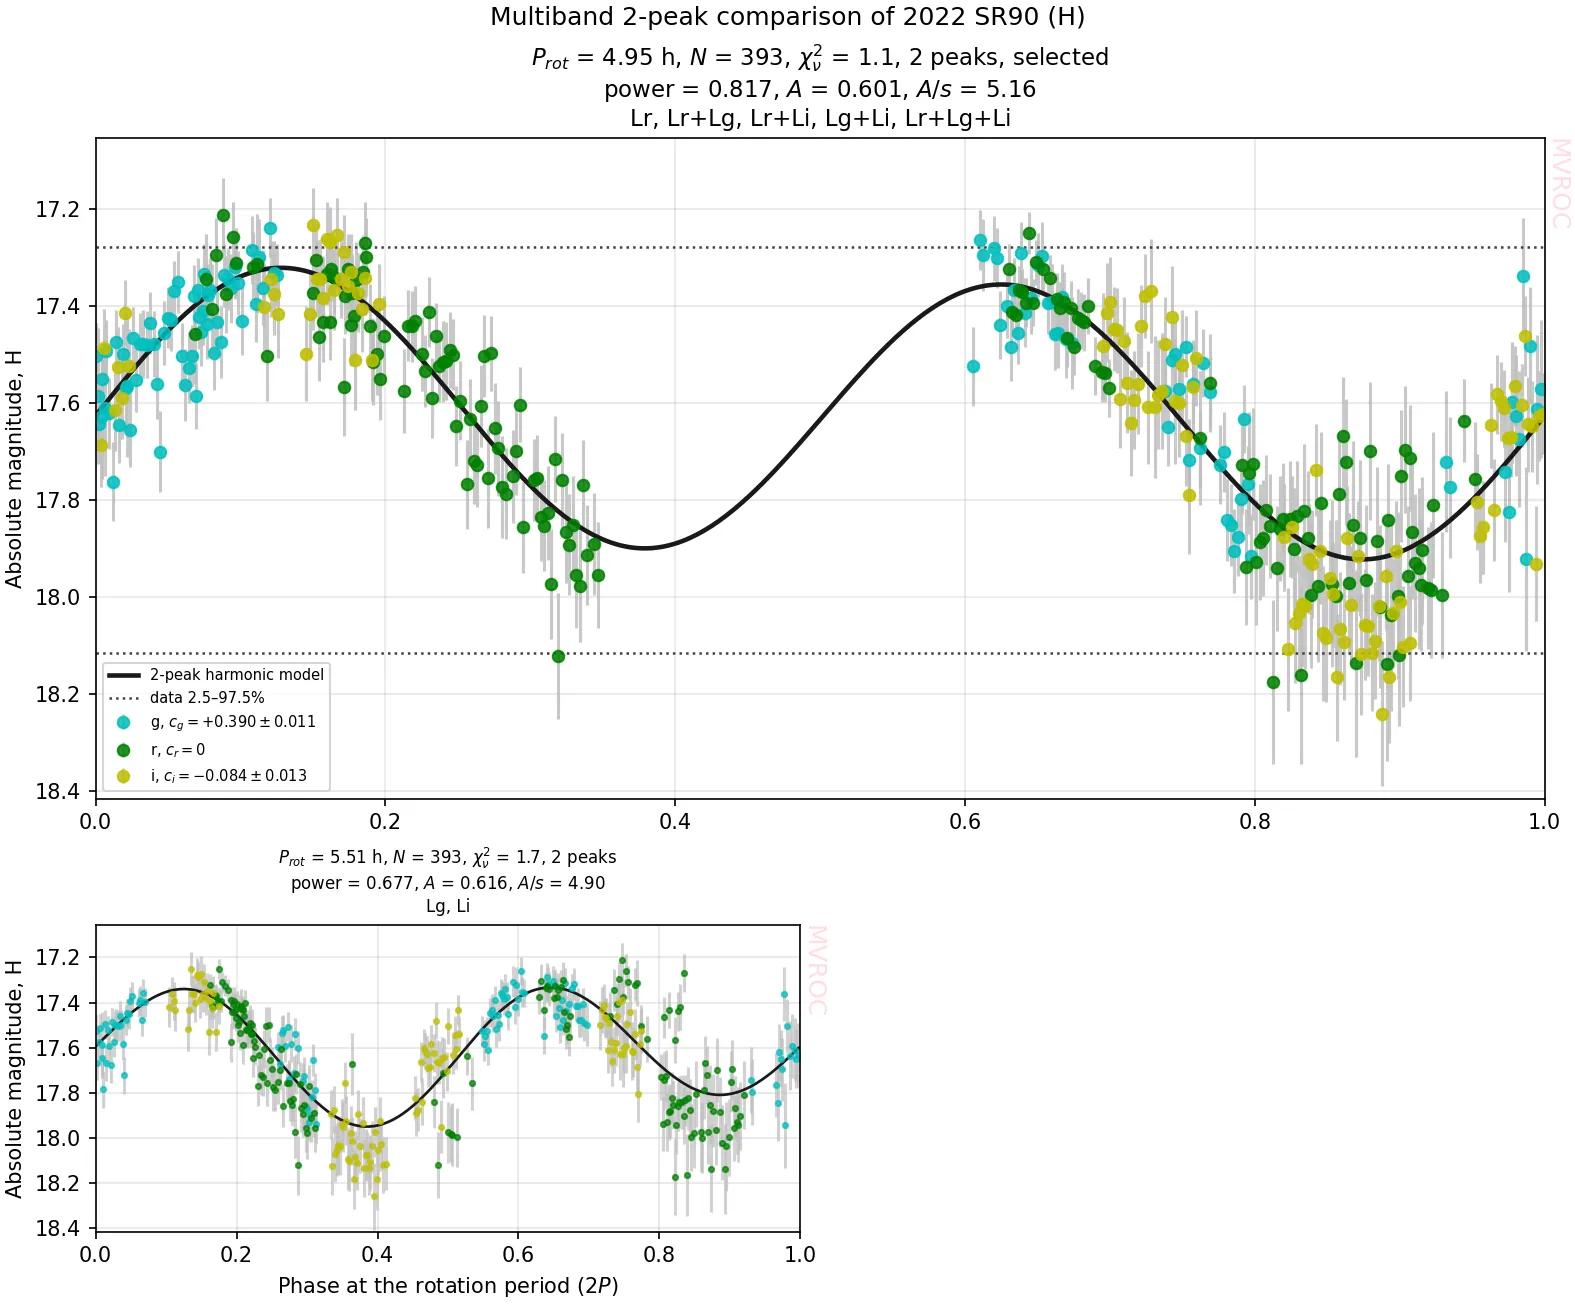 Multiband 2-peak comparison of 2022 SR90 (H)
P_rot = 4.95 h, N = 393, χ²_ν = 1.1, 2 peaks, selected
power = 0.817, A = 0.601, A/s = 5.16
Lr, Lr+Lg, Lr+Li, Lg+Li, Lr+Lg+Li
MVROC
Absolute magnitude, H
17.2
17.4
17.6
17.8
18.0
18.2
18.4
2-peak harmonic model
data 2.5–97.5%
g, c_g = +0.390 ± 0.011
r, c_r = 0
i, c_i = −0.084 ± 0.013
0.0 0.2 0.4 0.6 0.8 1.0
P_rot = 5.51 h, N = 393, χ²_ν = 1.7, 2 peaks
power = 0.677, A = 0.616, A/s = 4.90
Lg, Li
MVROC
Absolute magnitude, H
17.2
17.4
17.6
17.8
18.0
18.2
18.4
0.0 0.2 0.4 0.6 0.8 1.0
Phase at the rotation period (2P)